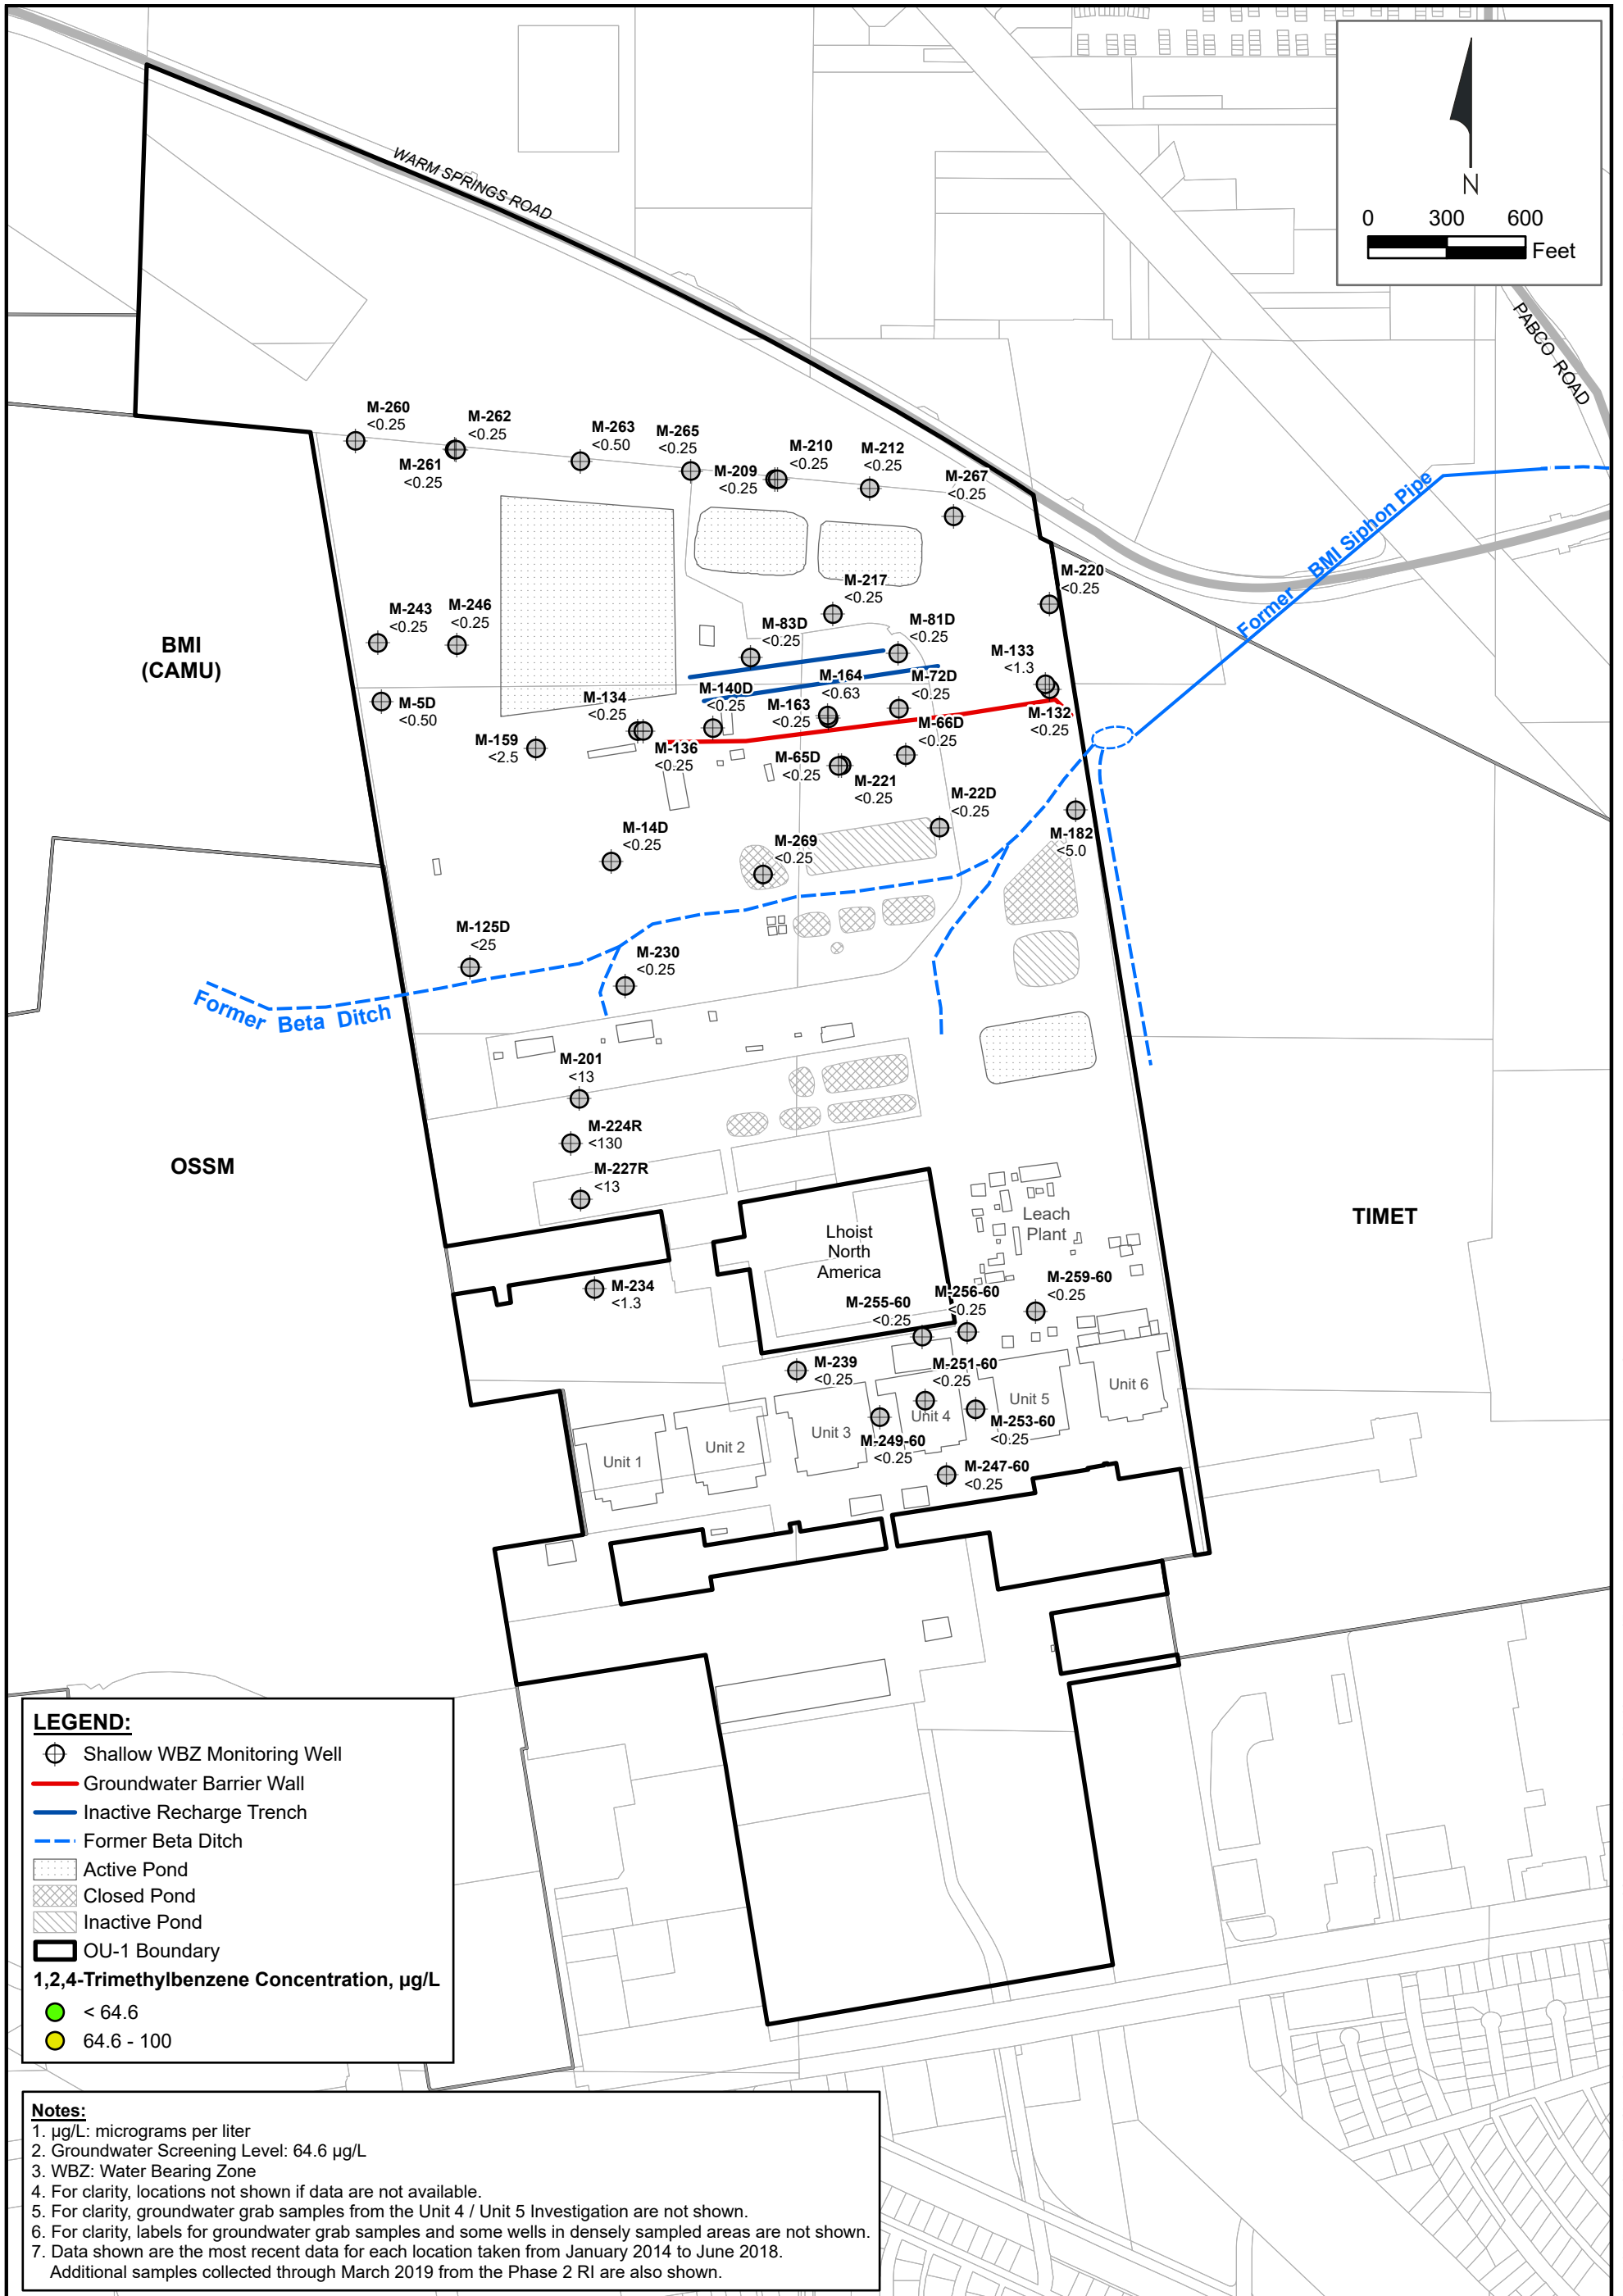 WARM SPRINGS ROAD
N
0 300 600
Feet
PABCO ROAD
M-260
<0.25
M-262
<0.25
M-261
<0.25
M-263
<0.50
M-265
<0.25
M-209
<0.25
M-210
<0.25
M-212
<0.25
M-267
<0.25
Former BMI Siphon Pipe
M-220
<0.25
M-217
<0.25
M-243
<0.25
M-246
<0.25
M-83D
<0.25
M-81D
<0.25
BMI
(CAMU)
M-133
<1.3
M-5D
<0.50
M-134
<0.25
M-140D
<0.25
M-164
<0.63
M-163
<0.25
M-72D
<0.25
M-132
<0.25
M-159
<2.5
M-136
<0.25
M-66D
<0.25
M-65D
<0.25
M-221
<0.25
M-22D
<0.25
M-182
<5.0
M-14D
<0.25
M-269
<0.25
M-125D
<25
M-230
<0.25
Former Beta Ditch
M-201
<13
M-224R
<130
M-227R
<13
OSSM
TIMET
Leach
Plant
Lhoist
North
America
M-234
<1.3
M-259-60
<0.25
M-256-60
<0.25
M-255-60
<0.25
M-239
<0.25
M-251-60
<0.25
M-253-60
<0.25
M-249-60
<0.25
M-247-60
<0.25
Unit 1
Unit 2
Unit 3
Unit 4
Unit 5
Unit 6
LEGEND:
Shallow WBZ Monitoring Well
Groundwater Barrier Wall
Inactive Recharge Trench
Former Beta Ditch
Active Pond
Closed Pond
Inactive Pond
OU-1 Boundary
1,2,4-Trimethylbenzene Concentration, µg/L
< 64.6
64.6 - 100
Notes:
1. µg/L: micrograms per liter
2. Groundwater Screening Level: 64.6 µg/L
3. WBZ: Water Bearing Zone
4. For clarity, locations not shown if data are not available.
5. For clarity, groundwater grab samples from the Unit 4 / Unit 5 Investigation are not shown.
6. For clarity, labels for groundwater grab samples and some wells in densely sampled areas are not shown.
7. Data shown are the most recent data for each location taken from January 2014 to June 2018.
Additional samples collected through March 2019 from the Phase 2 RI are also shown.